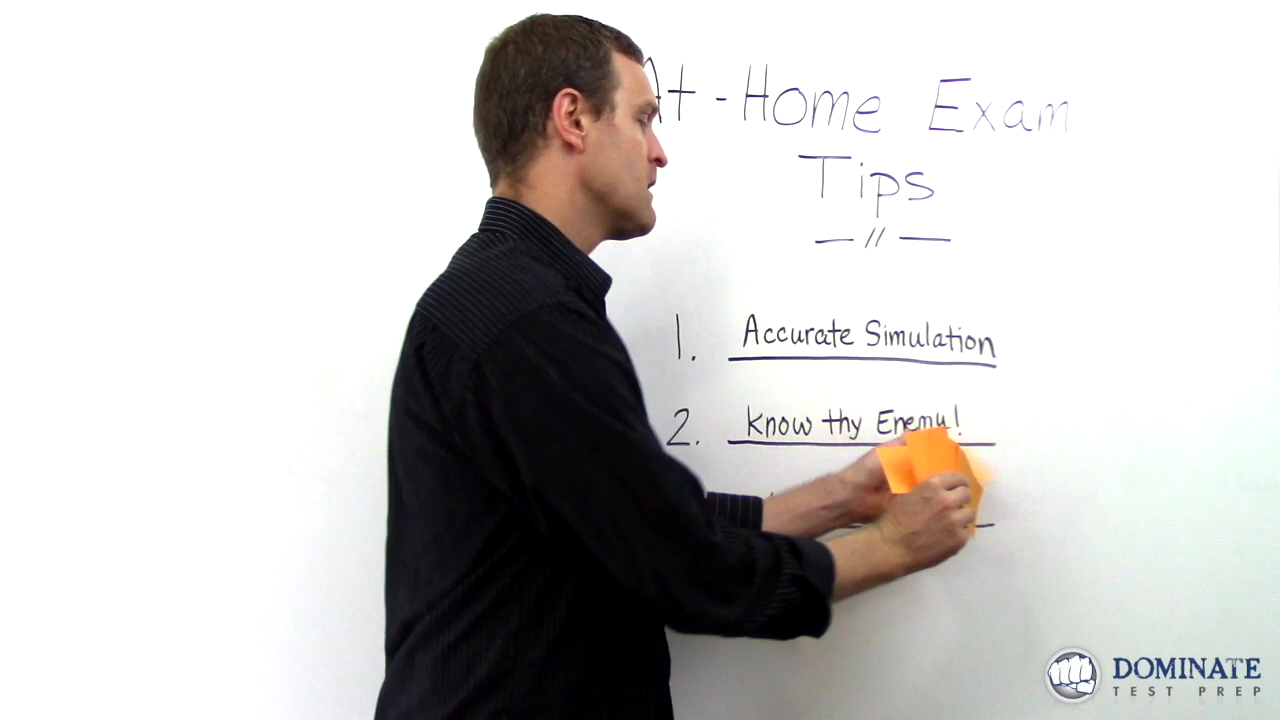 At-Home Exam
Tips
1. Accurate Simulation
2. Know thy Enemy!
DOMINATE
TEST PREP